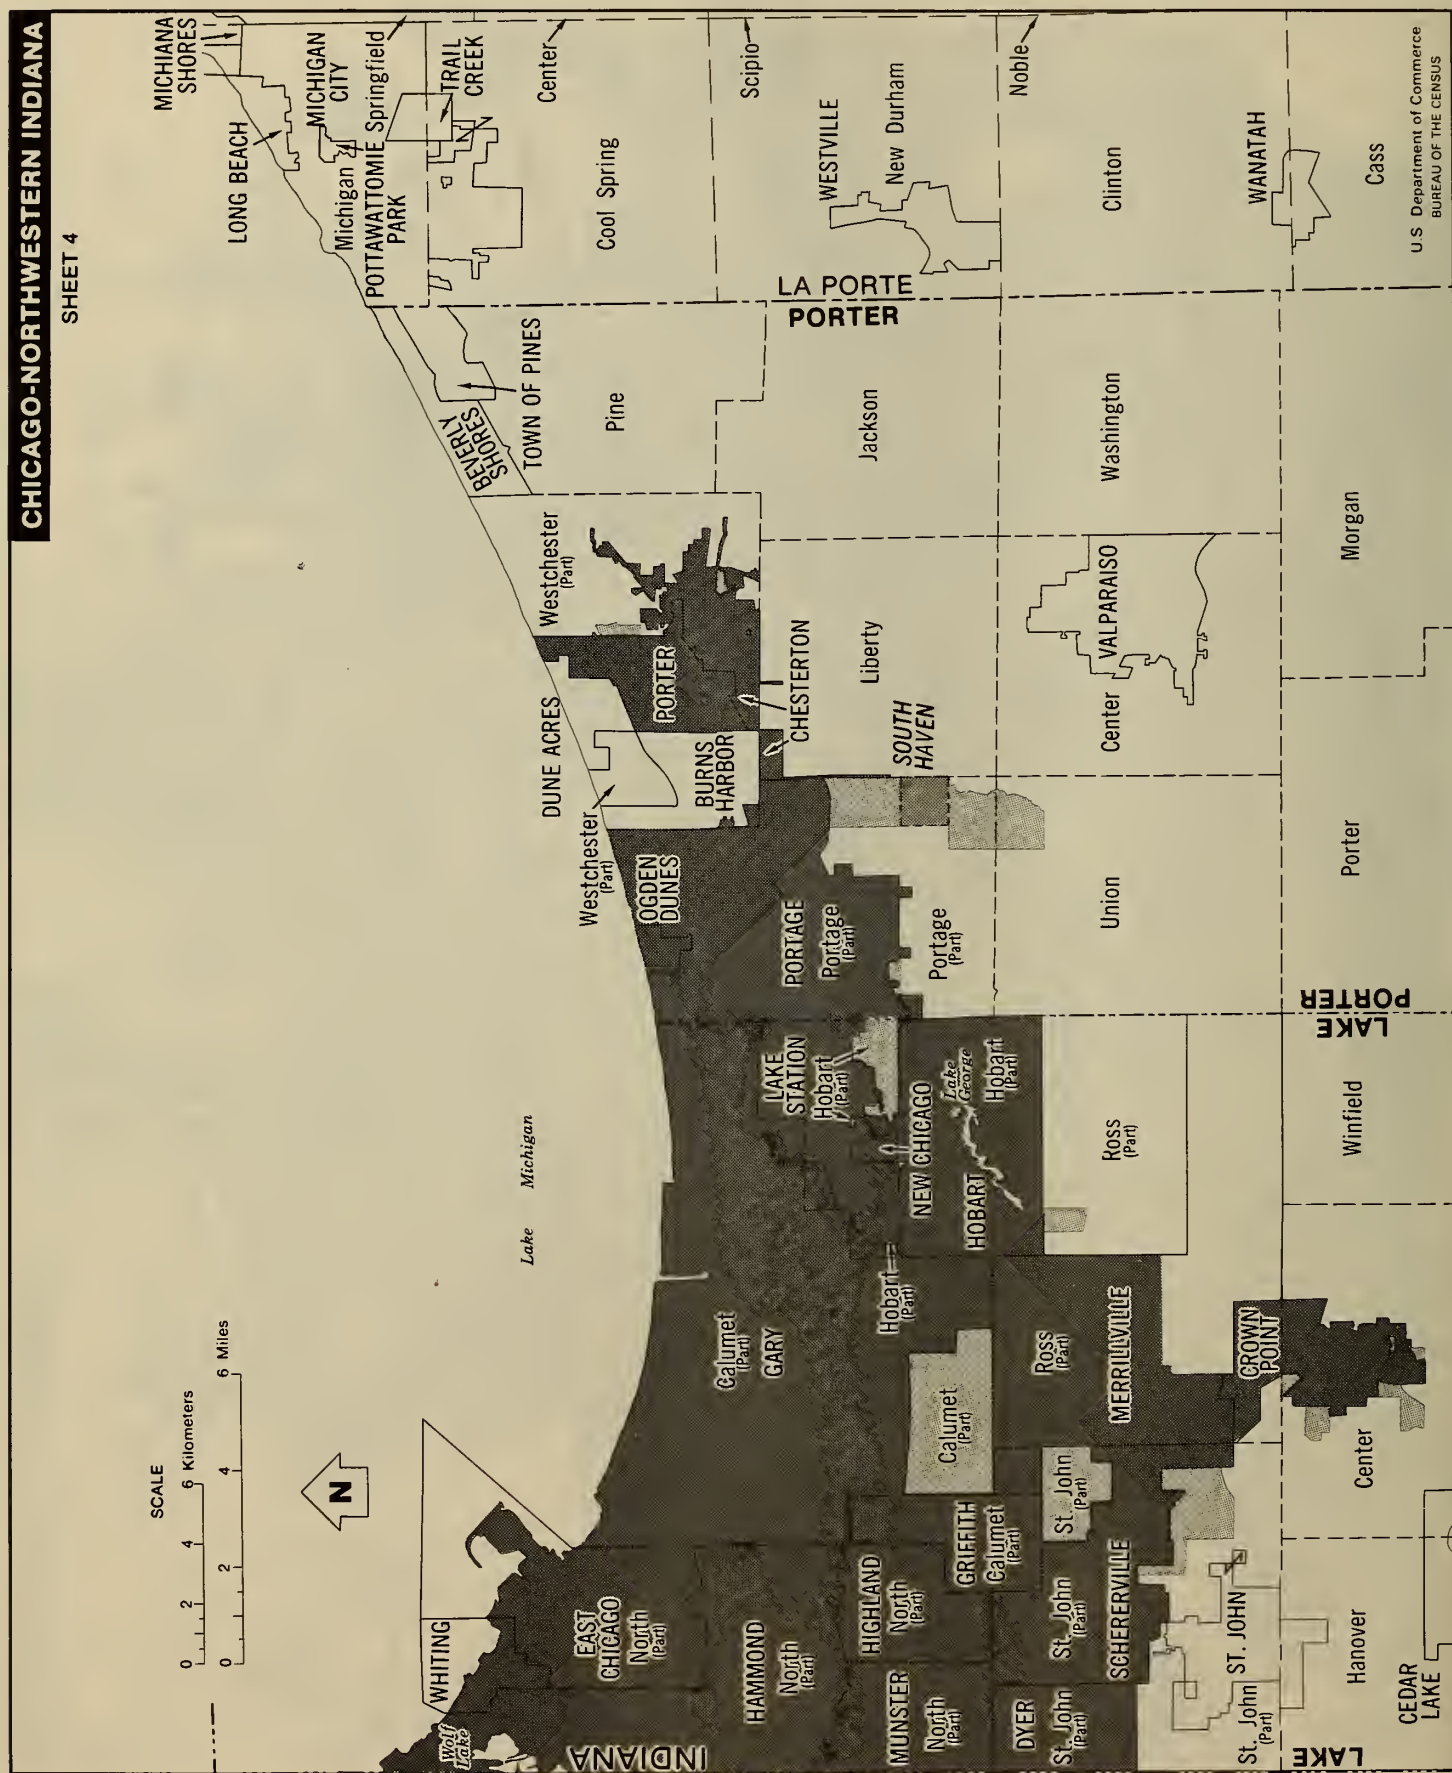 CHICAGO-NORTHWESTERN INDIANA
SHEET 4
SCALE
0 2 4 6 Kilometers
0 2 4 6 Miles
N
Lake Michigan
MICHIANA
SHORES
LONG BEACH
MICHIGAN
CITY
Michigan
POTTAWATTOMIE
PARK
Springfield
TRAIL
CREEK
Center
Cool Spring
Scipio
WESTVILLE
New Durham
Noble
Clinton
WANATAH
Cass
LA PORTE
PORTER
BEVERLY
SHORES
TOWN OF PINES
Pine
Jackson
Washington
Morgan
Westchester
(Part)
PORTER
CHESTERTON
Liberty
VALPARAISO
Center
DUNE ACRES
Westchester
(Part)
BURNS
HARBOR
SOUTH
HAVEN
OGDEN
DUNES
PORTAGE
Portage
(Part)
Portage
(Part)
Union
Porter
PORTER
LAKE
LAKE
STATION
Hobart
(Part)
NEW CHICAGO
Lake
George
Hobart
(Part)
HOBART
Ross
(Part)
Winfield
Calumet
(Part)
GARY
Hobart
(Part)
Calumet
(Part)
Ross
(Part)
MERRILLVILLE
CROWN
POINT
Center
WHITING
EAST
CHICAGO
North
(Part)
HAMMOND
North
(Part)
HIGHLAND
North
(Part)
GRIFFITH
Calumet
(Part)
St. John
(Part)
St. John
(Part)
SCHERERVILLE
ST. JOHN
St. John
(Part)
Hanover
CEDAR
LAKE
Wolf
Lake
INDIANA
MUNSTER
North
(Part)
DYER
St. John
(Part)
LAKE
U.S Department of Commerce
BUREAU OF THE CENSUS